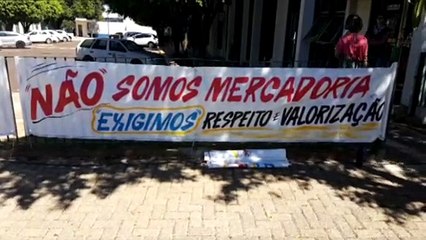 NÃO SOMOS MERCADORIA
EXIGIMOS RESPEITO E VALORIZAÇÃO